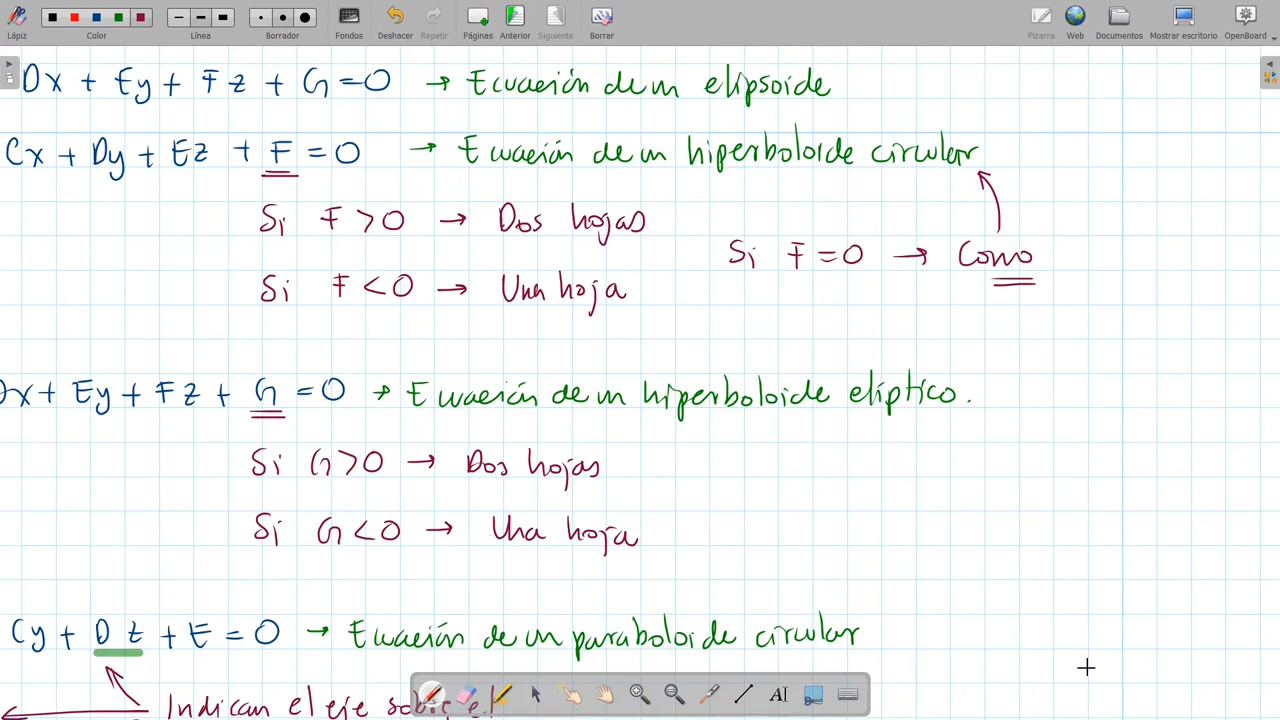 Lápiz Color Línea Borrador Fondos Deshacer Repetir Páginas Anterior Siguiente Borrar Pizarra Web Documentos Mostrar escritorio OpenBoard
Dx + Ey + Fz + G = 0 → Ecuación de un elipsoide
Cx + Dy + Ez + F = 0 → Ecuación de un hiperboloide circular
Si F > 0 → Dos hojas
Si F = 0 → Cono
Si F < 0 → Una hoja
Dx + Ey + Fz + G = 0 → Ecuación de un hiperboloide elíptico.
Si G > 0 → Dos hojas
Si G < 0 → Una hoja
Cy + Dz + E = 0 → Ecuación de un paraboloide circular
Indican el eje sobre el